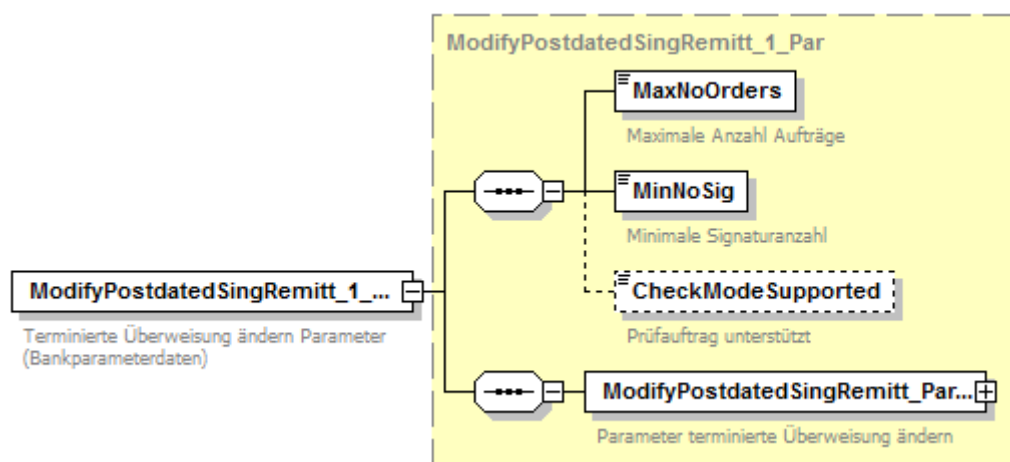 ModifyPostdatedSingRemitt_1_Par
MaxNoOrders
Maximale Anzahl Aufträge
MinNoSig
Minimale Signaturanzahl
ModifyPostdatedSingRemitt_1_...
Terminierte Überweisung ändern Parameter
(Bankparameterdaten)
CheckModeSupported
Prüfauftrag unterstützt
ModifyPostdatedSingRemitt_Par...
Parameter terminierte Überweisung ändern